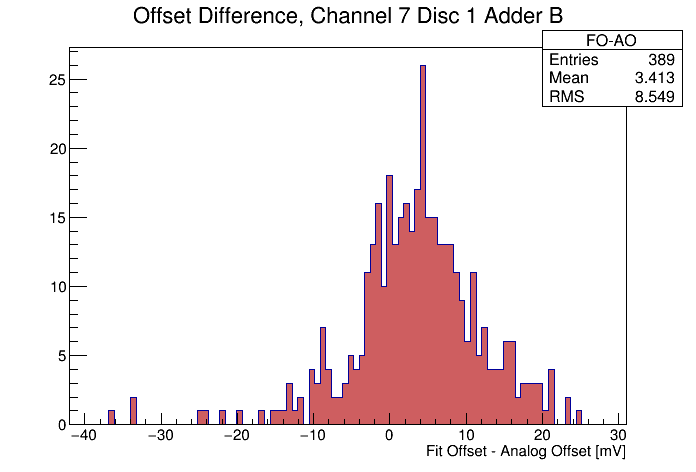 Offset Difference, Channel 7 Disc 1 Adder B
FO-AO
Entries 389
Mean 3.413
RMS 8.549
25
20
15
10
5
0
−40 −30 −20 −10 0 10 20 30
Fit Offset - Analog Offset [mV]